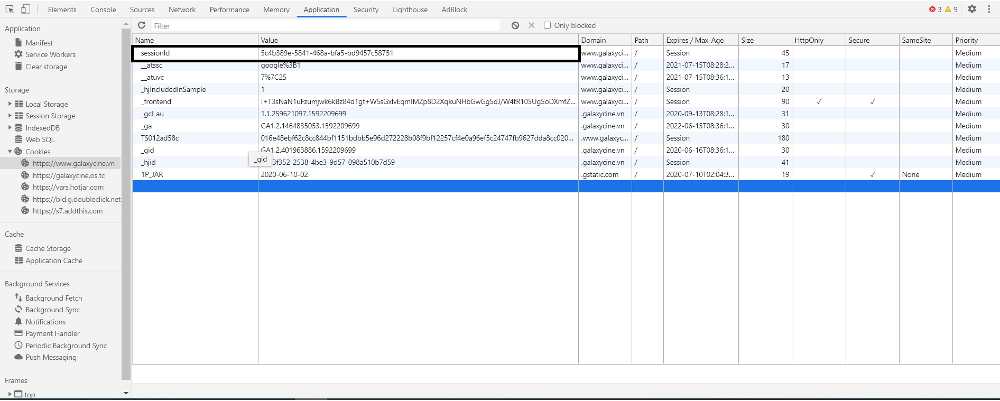 Elements Console Sources Network Performance Memory Application Security Lighthouse AdBlock 3 9
Application
Manifest
Service Workers
Clear storage
Storage
Local Storage
Session Storage
IndexedDB
Web SQL
Cookies
https://www.galaxycine.vn
https://galaxycine.os.tc
https://vars.hotjar.com
https://bid.g.doubleclick.net
https://s7.addthis.com
Cache
Cache Storage
Application Cache
Background Services
Background Fetch
Background Sync
Notifications
Payment Handler
Periodic Background Sync
Push Messaging
Frames
top
Filter Only blocked
Name Value Domain Path Expires / Max-Age Size HttpOnly Secure SameSite Priority
sessionId 5c4b389e-5841-468a-bfa5-bd9457c58751 www.galaxyci... / Session 45 Medium
__atssc google%3B1 www.galaxyci... / 2021-07-15T08:28:2... 17 Medium
__atuvc 7%7C25 www.galaxyci... / 2021-07-15T08:36:1... 13 Medium
_hjIncludedInSample 1 www.galaxyci... / Session 20 Medium
_frontend !+T3sNaN1uFzumjwk6kBz84d1gt+W5sGxlvEqmIMZp8D2XqkuNHbGwGg5dJ/W4tR105UgSoDXmfZ... www.galaxyci... / Session 90 ✓ ✓ Medium
_gcl_au 1.1.259621097.1592209699 .galaxycine.vn / 2020-09-13T08:28:1... 31 Medium
_ga GA1.2.1464835053.1592209699 .galaxycine.vn / 2022-06-15T08:36:1... 30 Medium
TS012ad58c 016e48ebf62c8cc844bf1151bdbb5e96d272228b08f9bf12257cf4e0a96ef5c24747fb9627dda8cc020... .www.galaxyc... / Session 180 Medium
_gid GA1.2.401963886.1592209699 .galaxycine.vn / 2020-06-16T08:36:1... 30 Medium
_gid
_hjid 3f352-2538-4be3-9d57-098a510b7d59 .galaxycine.vn / Session 41 Medium
1P_JAR 2020-06-10-02 .gstatic.com / 2020-07-10T02:04:3... 19 ✓ None Medium